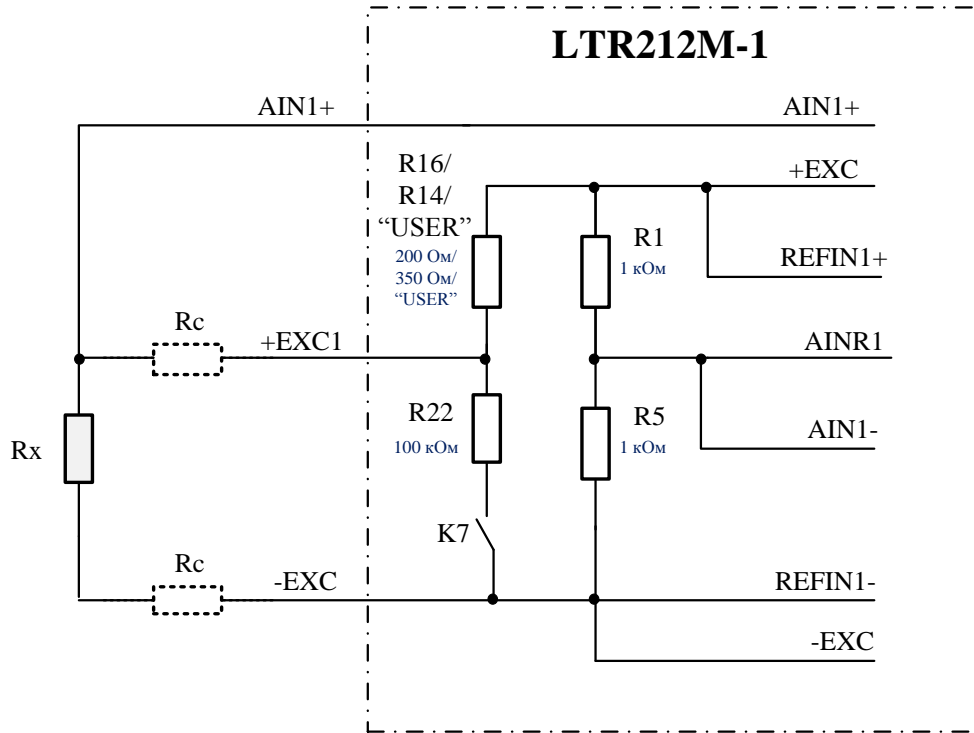 LTR212M-1
AIN1+
AIN1+
R16/
R14/
“USER”
200 Ом/
350 Ом/
“USER”
+EXC
R1
1 кОм
REFIN1+
Rc
+EXC1
AINR1
R22
100 кОм
R5
1 кОм
AIN1-
Rx
K7
Rc
-EXC
REFIN1-
-EXC